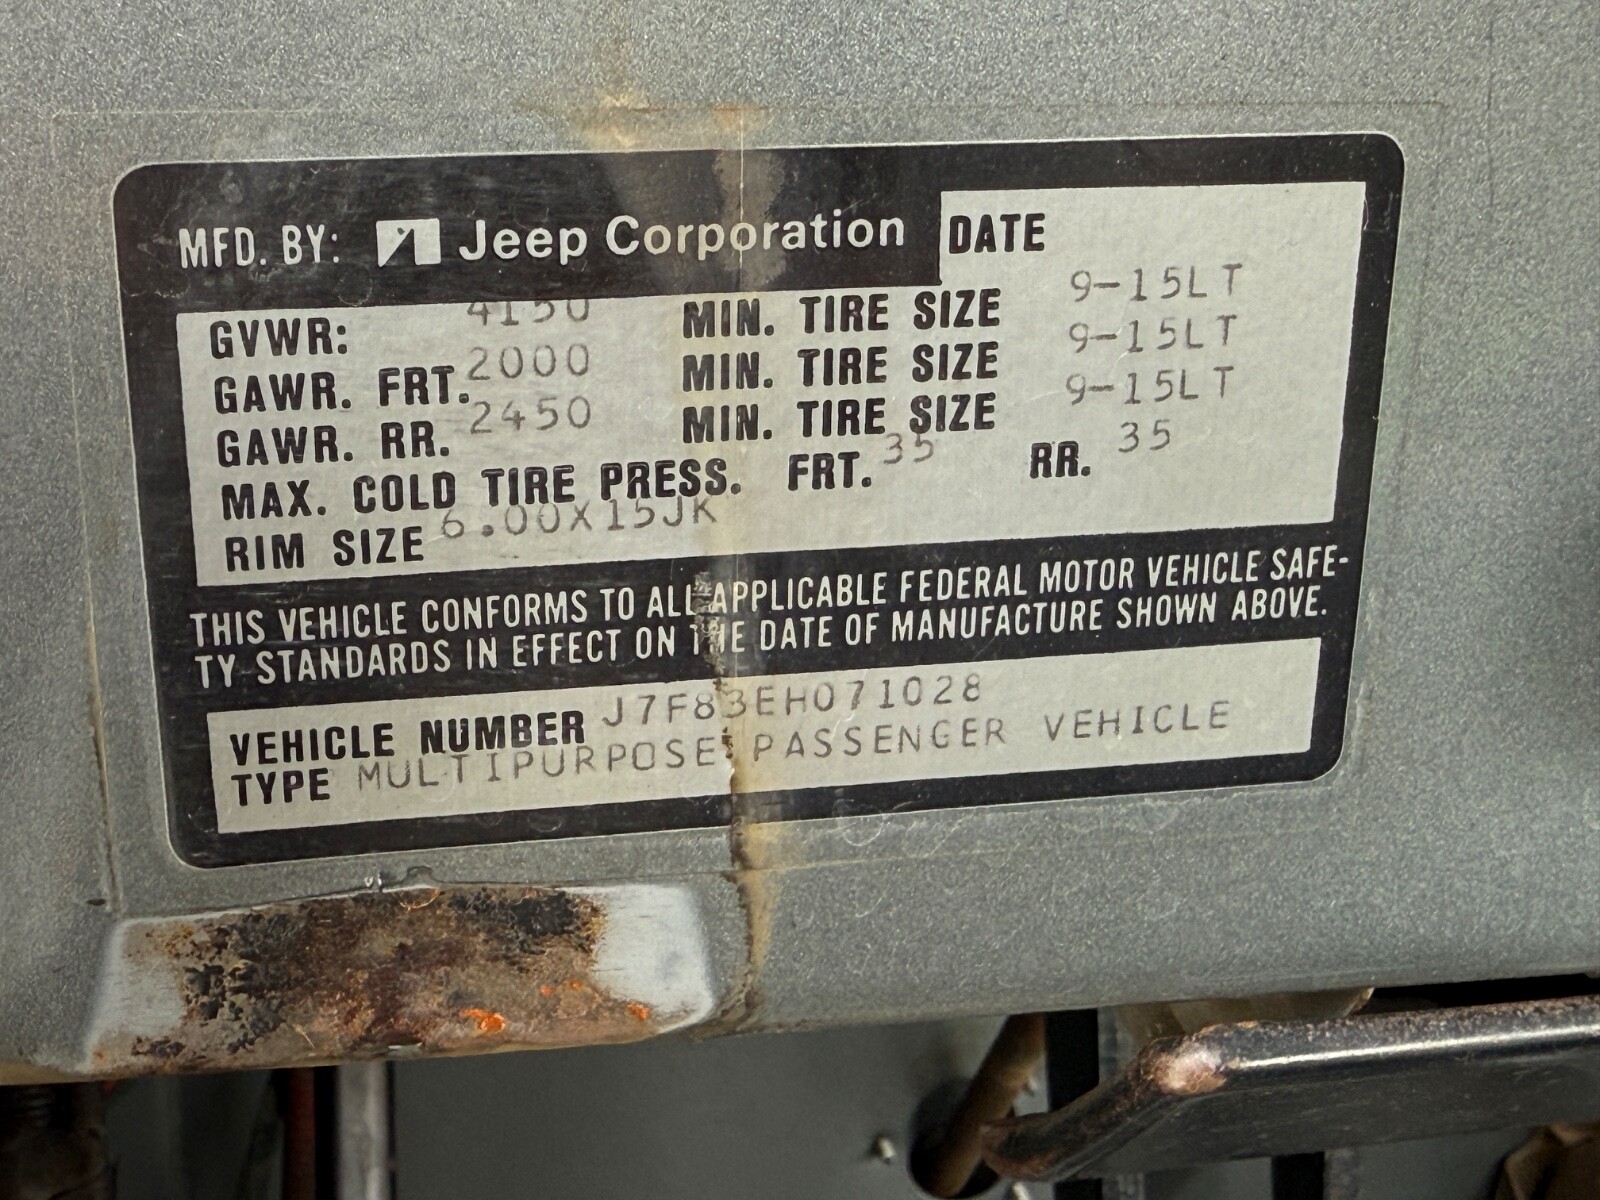 MFD. BY: Jeep Corporation DATE
GVWR: 4150 MIN. TIRE SIZE 9-15LT
GAWR. FRT. 2000 MIN. TIRE SIZE 9-15LT
GAWR. RR. 2450 MIN. TIRE SIZE 9-15LT
MAX. COLD TIRE PRESS. FRT. 35 RR. 35
RIM SIZE 6.00X15JK
THIS VEHICLE CONFORMS TO ALL APPLICABLE FEDERAL MOTOR VEHICLE SAFE-
TY STANDARDS IN EFFECT ON THE DATE OF MANUFACTURE SHOWN ABOVE.
VEHICLE NUMBER J7F83EH071028
TYPE MULTIPURPOSE PASSENGER VEHICLE